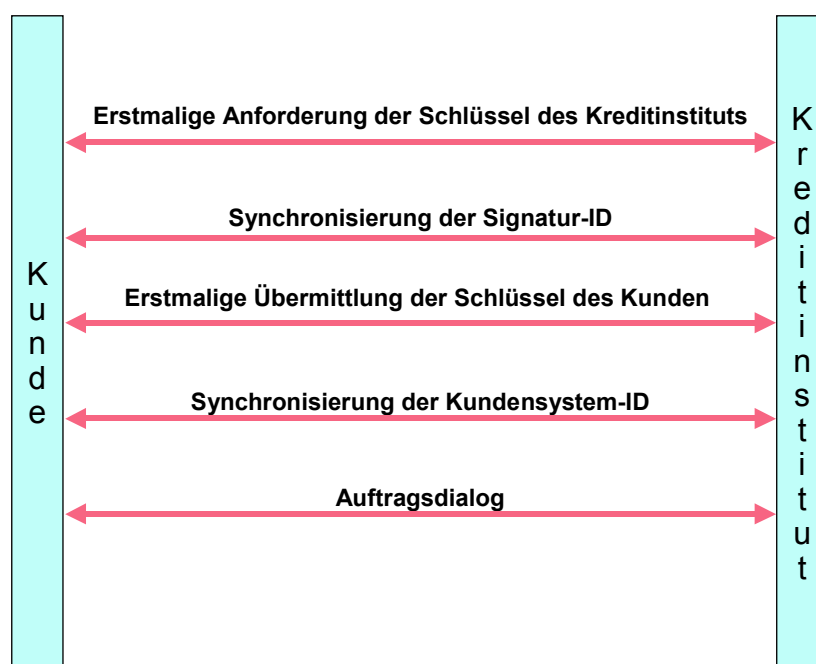 Erstmalige Anforderung der Schlüssel des Kreditinstituts
Synchronisierung der Signatur-ID
Erstmalige Übermittlung der Schlüssel des Kunden
Synchronisierung der Kundensystem-ID
Auftragsdialog
Kunde
Kreditinstitut